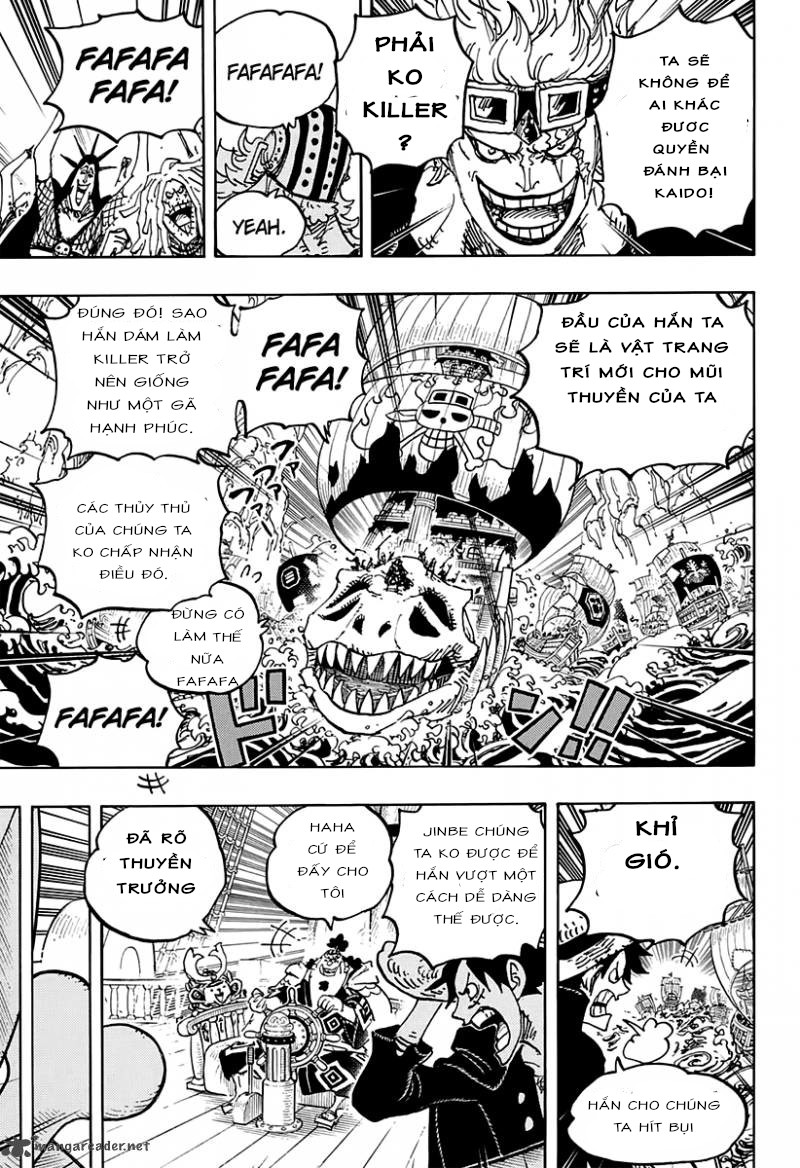 TA SẼ
KHÔNG ĐỂ
AI KHÁC
ĐƯƠC
QUYỀN
ĐÁNH BẠI
KAIDO!
PHẢI
KO
KILLER
?
FAFAFAFA!
YEAH.
FAFAFA
FAFA!
ĐẦU CỦA HẮN TA
SẼ LÀ VẬT TRANG
TRÍ MỚI CHO MŨI
THUYỀN CỦA TA
FAFA
FAFA!
ĐÚNG ĐÓ! SAO
HẮN DÁM LÀM
KILLER TRỞ
NÊN GIỐNG
NHƯ MỘT GÃ
HẠNH PHÚC.
CÁC THỦY THỦ
CỦA CHÚNG TA
KO CHẤP NHẬN
ĐIỀU ĐÓ.
ĐỪNG CÓ
LÀM THẾ
NỮA
FAFAFA
FAFAFA!
ドドン!!
KHỈ
GIÓ.
HẮN CHO CHÚNG
TA HÍT BỤI
JINBE CHÚNG
TA KO ĐƯỢC ĐỂ
HẮN VƯỢT MỘT
CÁCH DỄ DÀNG
THẾ ĐƯỢC.
HAHA
CỨ ĐỂ
ĐẤY CHO
TÔI
ĐÃ RÕ
THUYỀN
TRƯỞNG
mangareader.net